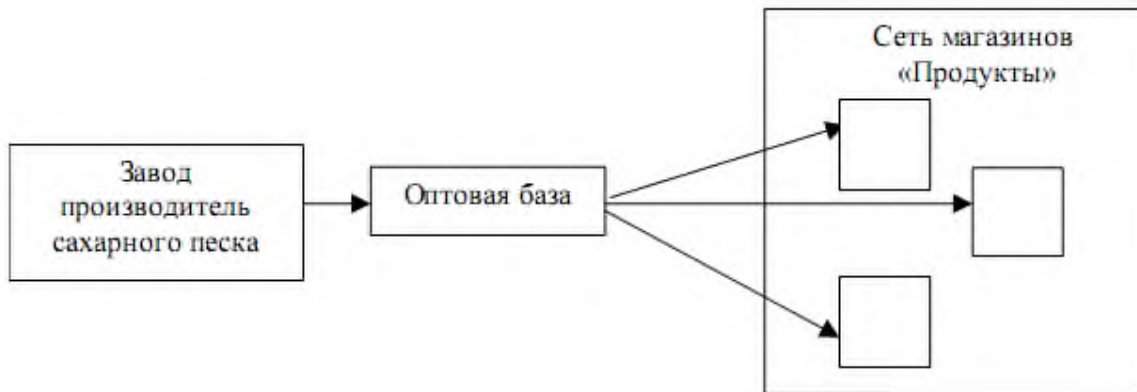 Сеть магазинов
«Продукты»
Завод
производитель
сахарного песка
Оптовая база